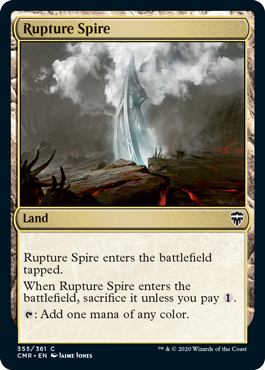 Rupture Spire
Land
Rupture Spire enters the battlefield
tapped.
When Rupture Spire enters the
battlefield, sacrifice it unless you pay 1.
: Add one mana of any color.
355/361 C
CMR • EN Jaime Jones
™ & © 2020 Wizards of the Coast